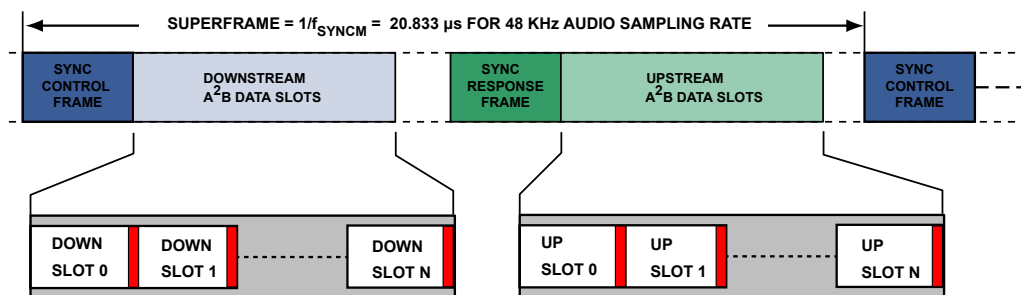 SUPERFRAME = 1/fSYNCM = 20.833 µs FOR 48 KHz AUDIO SAMPLING RATE
SYNC
CONTROL
FRAME
DOWNSTREAM
A²B DATA SLOTS
SYNC
RESPONSE
FRAME
UPSTREAM
A²B DATA SLOTS
SYNC
CONTROL
FRAME
DOWN
SLOT 0
DOWN
SLOT 1
DOWN
SLOT N
UP
SLOT 0
UP
SLOT 1
UP
SLOT N